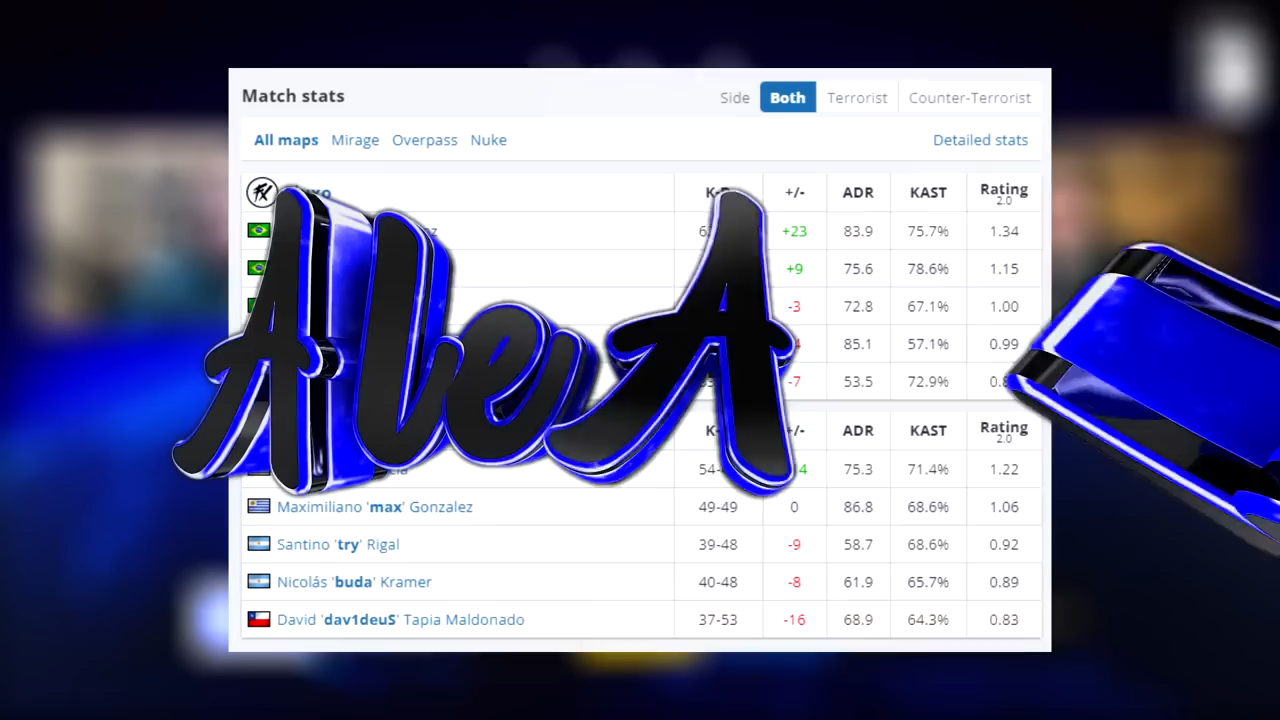 Match stats
Side Both Terrorist Counter-Terrorist
All maps Mirage Overpass Nuke Detailed stats
+/- ADR KAST Rating 2.0
+23 83.9 75.7% 1.34
+9 75.6 78.6% 1.15
-3 72.8 67.1% 1.00
85.1 57.1% 0.99
-7 53.5 72.9%
ADR KAST Rating 2.0
75.3 71.4% 1.22
Maximiliano 'max' Gonzalez 49-49 0 86.8 68.6% 1.06
Santino 'try' Rigal 39-48 -9 58.7 68.6% 0.92
Nicolás 'buda' Kramer 40-48 -8 61.9 65.7% 0.89
David 'dav1deuS' Tapia Maldonado 37-53 -16 68.9 64.3% 0.83
AleA